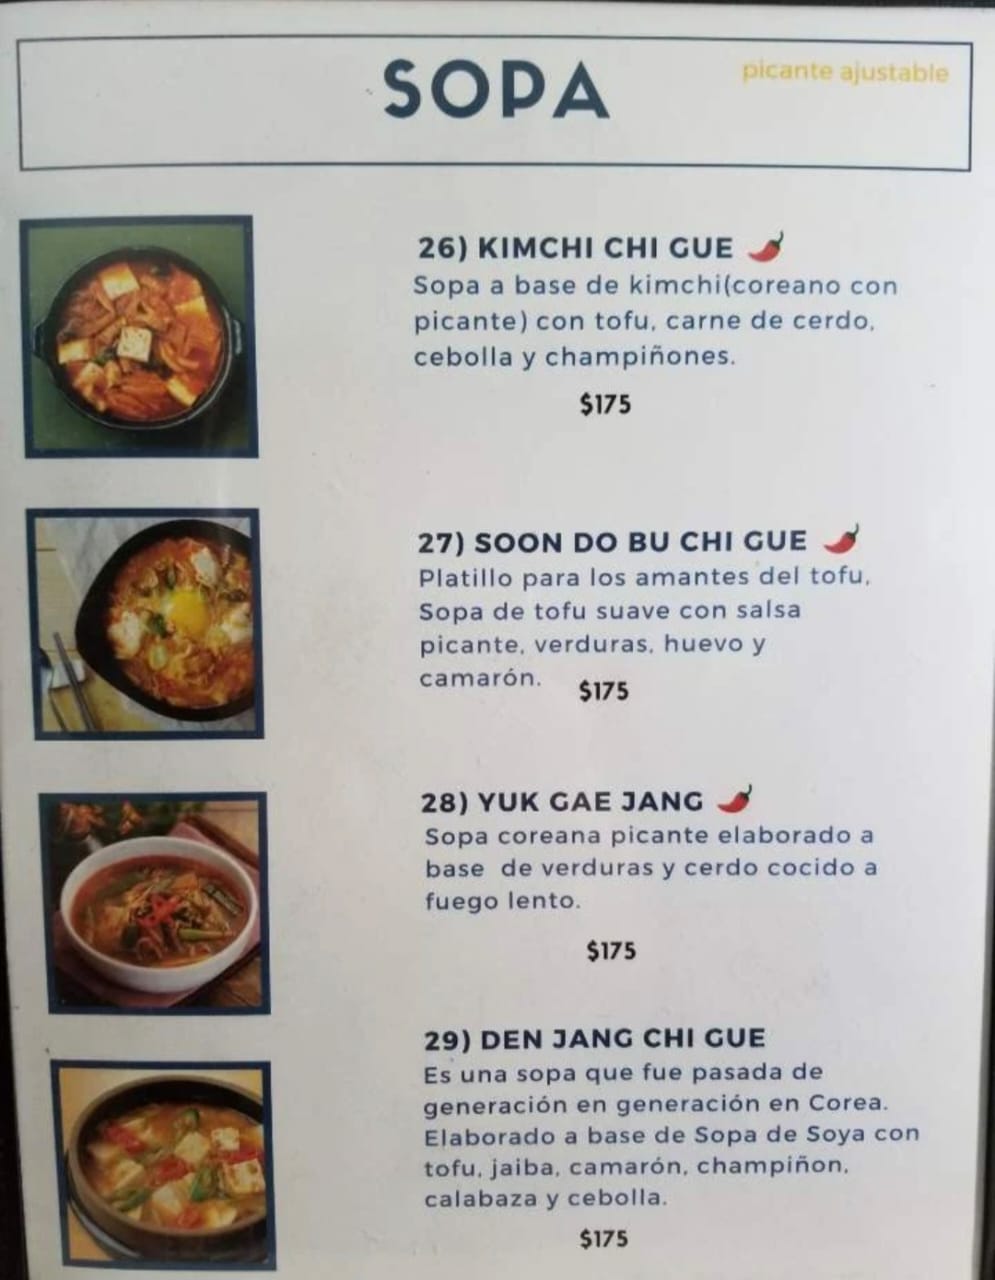 SOPA
picante ajustable
26) KIMCHI CHI GUE
Sopa a base de kimchi(coreano con
picante) con tofu, carne de cerdo,
cebolla y champiñones.
$175
27) SOON DO BU CHI GUE
Platillo para los amantes del tofu,
Sopa de tofu suave con salsa
picante, verduras, huevo y
camarón.
$175
28) YUK GAE JANG
Sopa coreana picante elaborado a
base de verduras y cerdo cocido a
fuego lento.
$175
29) DEN JANG CHI GUE
Es una sopa que fue pasada de
generación en generación en Corea.
Elaborado a base de Sopa de Soya con
tofu, jaiba, camarón, champiñon,
calabaza y cebolla.
$175